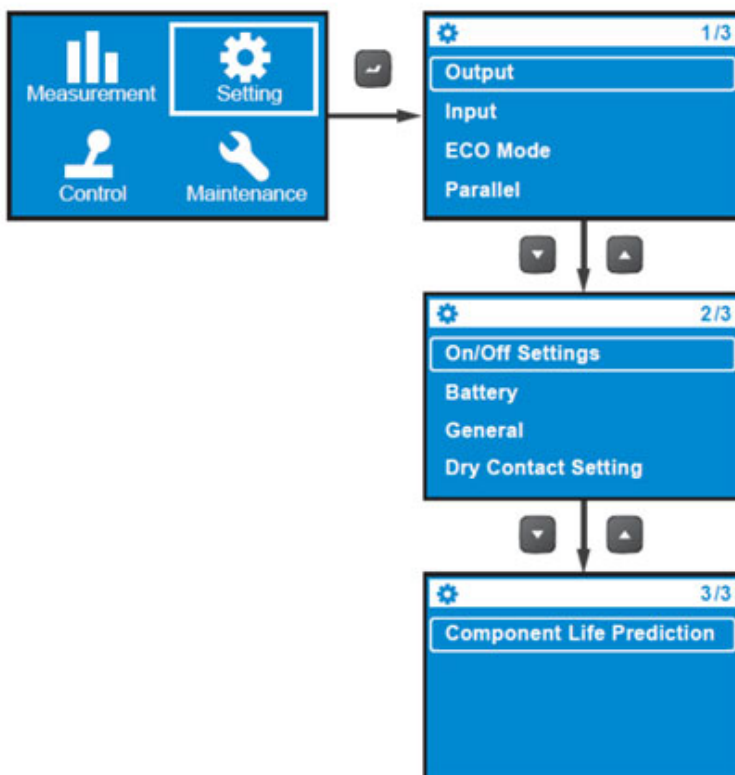 Measurement
Setting
Control
Maintenance
1/3
Output
Input
ECO Mode
Parallel
2/3
On/Off Settings
Battery
General
Dry Contact Setting
3/3
Component Life Prediction